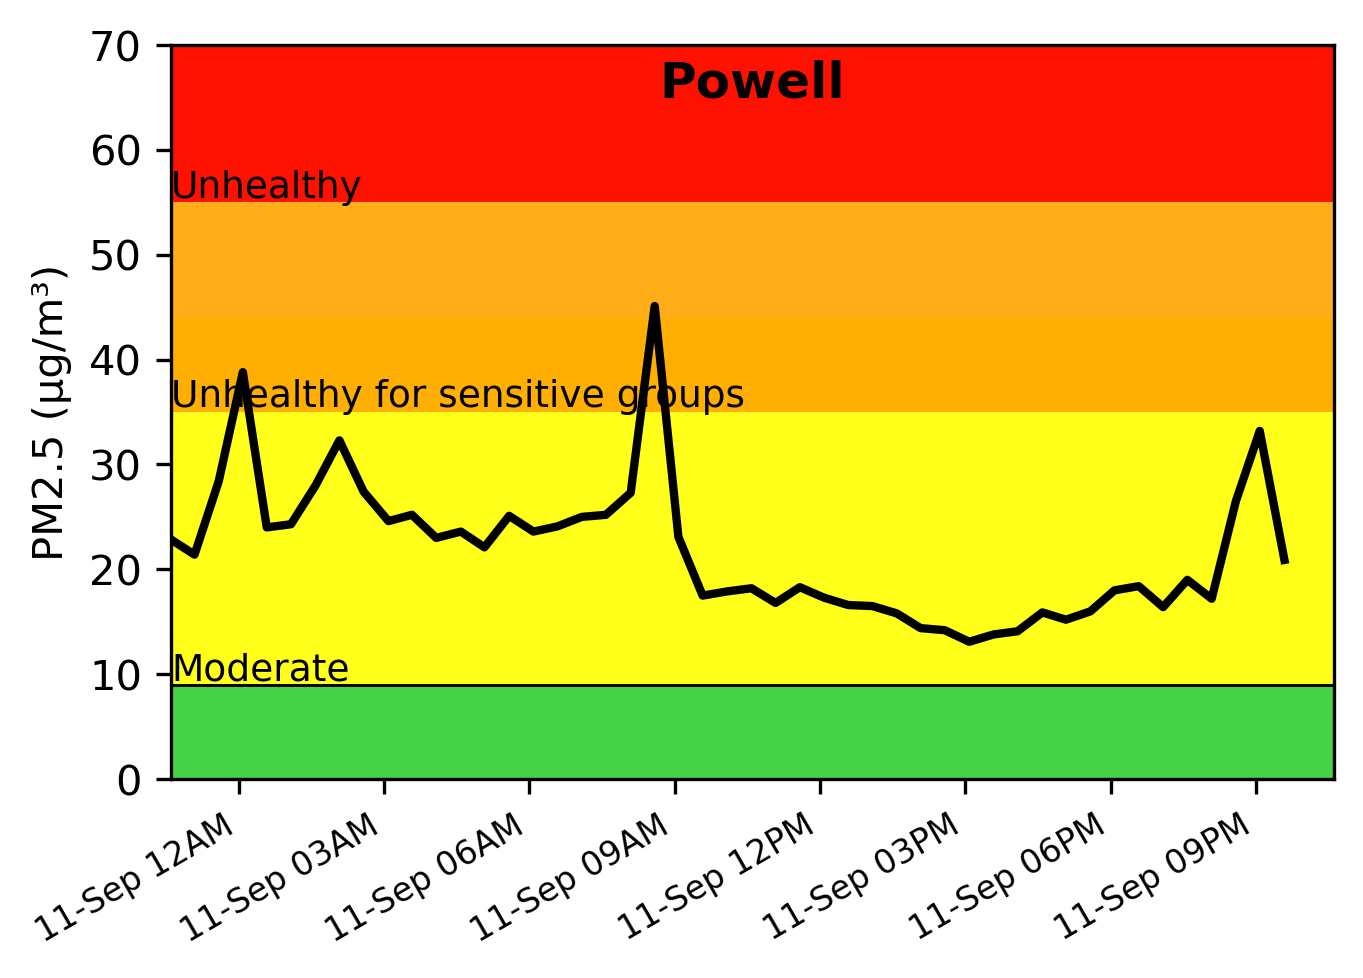 Powell
PM2.5 (µg/m³)
70
60
50
40
30
20
10
0
Unhealthy
Unhealthy for sensitive groups
Moderate
11-Sep 12AM
11-Sep 03AM
11-Sep 06AM
11-Sep 09AM
11-Sep 12PM
11-Sep 03PM
11-Sep 06PM
11-Sep 09PM